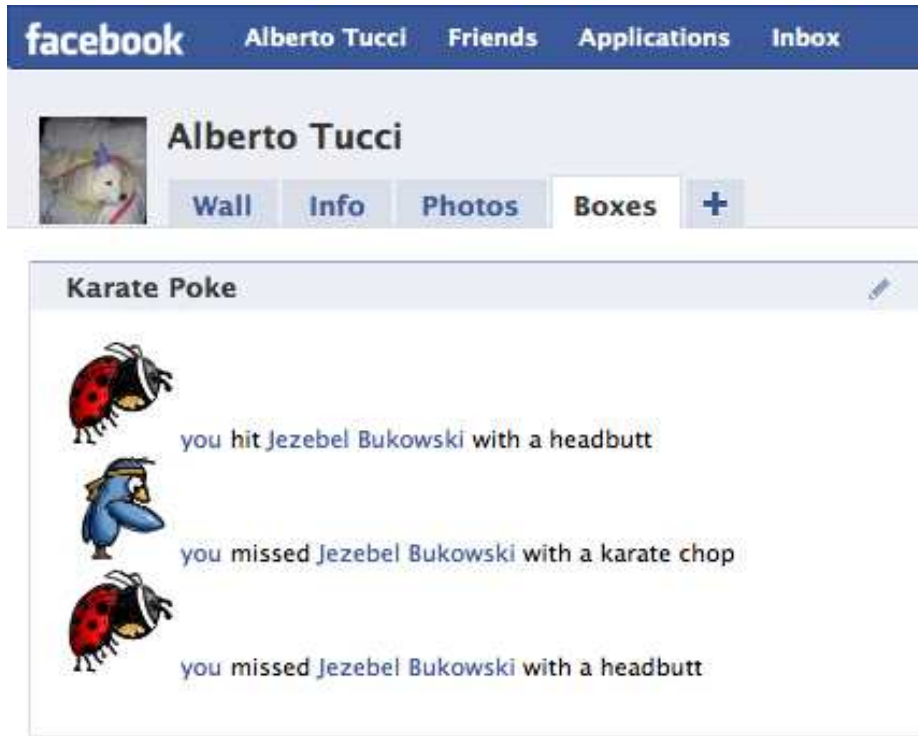 facebook Alberto Tucci Friends Applications Inbox
Alberto Tucci
Wall Info Photos Boxes +
Karate Poke
you hit Jezebel Bukowski with a headbutt
you missed Jezebel Bukowski with a karate chop
you missed Jezebel Bukowski with a headbutt